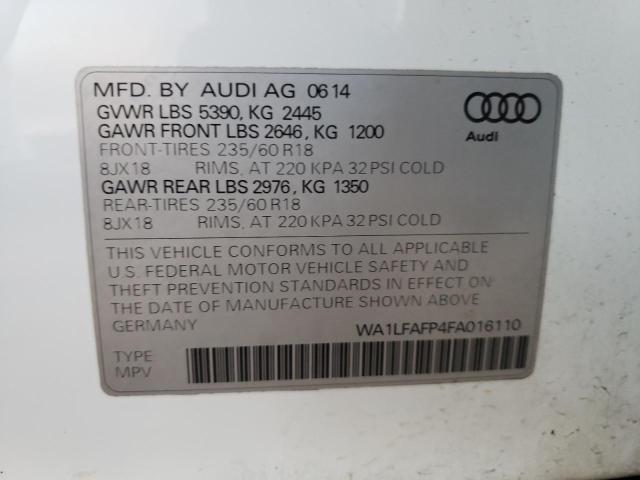 MFD. BY AUDI AG 06 14
GVWR LBS 5390, KG 2445
GAWR FRONT LBS 2646, KG 1200
FRONT-TIRES 235/60 R18
8JX18 RIMS, AT 220 KPA 32 PSI COLD
GAWR REAR LBS 2976, KG 1350
REAR-TIRES 235/60 R18
8JX18 RIMS, AT 220 KPA 32 PSI COLD
Audi
THIS VEHICLE CONFORMS TO ALL APPLICABLE
U.S. FEDERAL MOTOR VEHICLE SAFETY AND
THEFT PREVENTION STANDARDS IN EFFECT ON
THE DATE OF MANUFACTURE SHOWN ABOVE
GERMANY WA1LFAFP4FA016110
TYPE
MPV